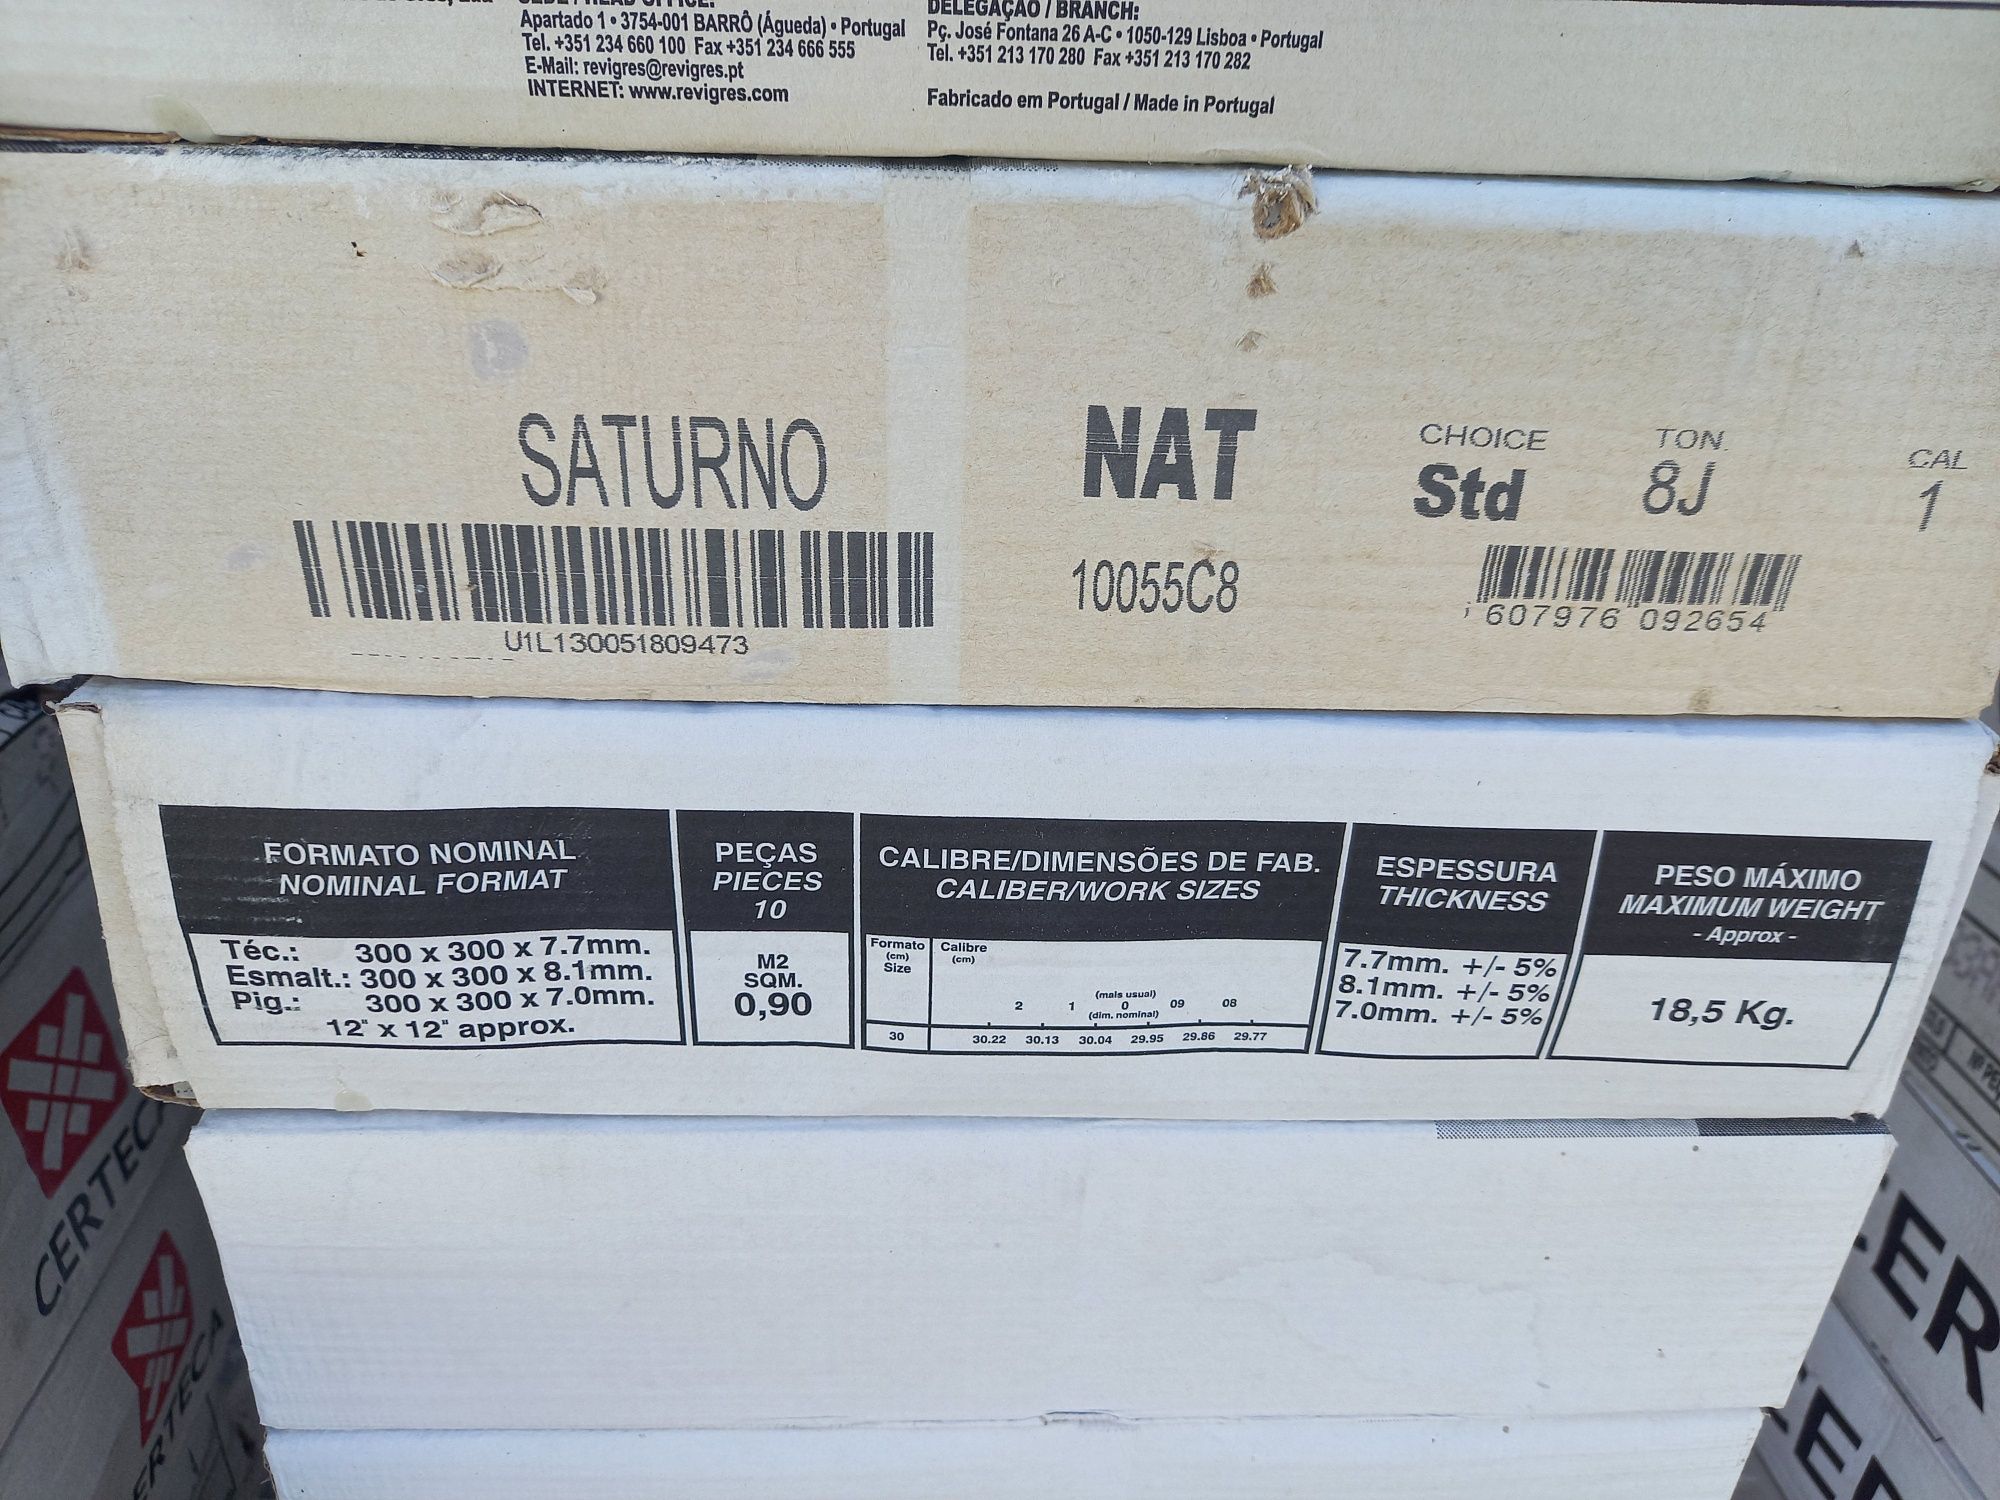 SEDE / HEAD OFFICE:
Apartado 1 • 3754-001 BARRÔ (Águeda) • Portugal
Tel. +351 234 660 100 Fax +351 234 666 555
E-Mail: revigres@revigres.pt
INTERNET: www.revigres.com
DELEGAÇÃO / BRANCH:
Pç. José Fontana 26 A-C • 1050-129 Lisboa • Portugal
Tel. +351 213 170 280 Fax +351 213 170 282
Fabricado em Portugal / Made in Portugal
SATURNO
U1L130051809473
NAT
10055C8
CHOICE
Std
TON.
8J
CAL
1
607976 092654
FORMATO NOMINAL
NOMINAL FORMAT
Téc.: 300 x 300 x 7.7mm.
Esmalt.: 300 x 300 x 8.1mm.
Pig.: 300 x 300 x 7.0mm.
12" x 12" approx.
PEÇAS
PIECES
10
M2
SQM.
0,90
CALIBRE/DIMENSÕES DE FAB.
CALIBER/WORK SIZES
Formato
(cm)
Size
Calibre
(cm)
(mais usual)
2 1 0 09 08
(dim. nominal)
30 30.22 30.13 30.04 29.95 29.86 29.77
ESPESSURA
THICKNESS
7.7mm. +/- 5%
8.1mm. +/- 5%
7.0mm. +/- 5%
PESO MÁXIMO
MAXIMUM WEIGHT
- Approx -
18,5 Kg.
CERTECA
CERTECA
CER
CER